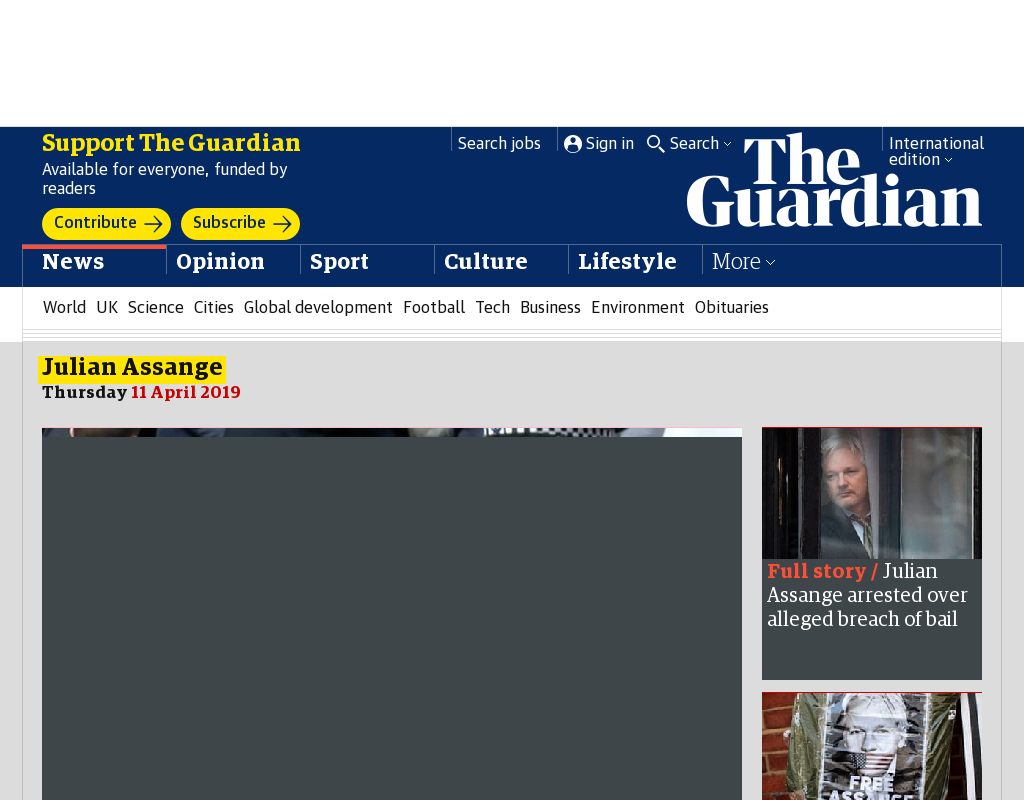 Support The Guardian
Available for everyone, funded by
readers
Contribute
Subscribe
Search jobs
Sign in
Search
International
edition
The
Guardian
News
Opinion
Sport
Culture
Lifestyle
More
World UK Science Cities Global development Football Tech Business Environment Obituaries
Julian Assange
Thursday 11 April 2019
Full story / Julian
Assange arrested over
alleged breach of bail
FREE
ASSANGE